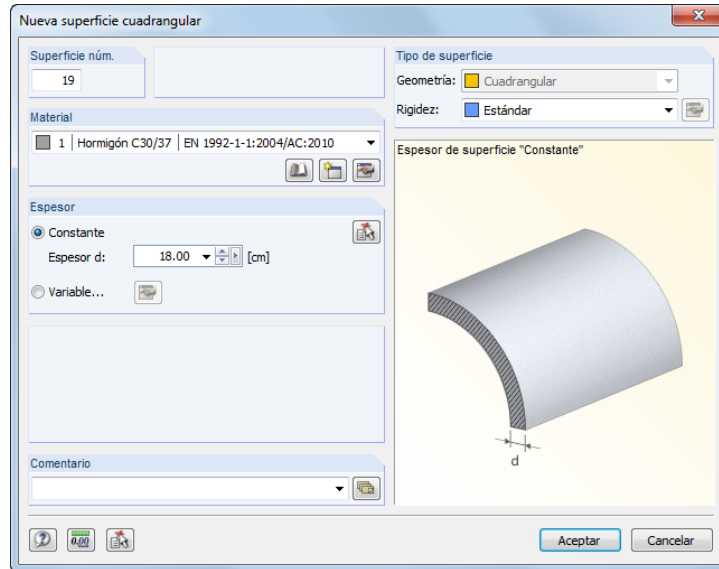 Nueva superficie cuadrangular
Superficie núm.
19
Material
1 Hormigón C30/37 EN 1992-1-1:2004/AC:2010
Espesor
Constante
Espesor d: 18.00 [cm]
Variable...
Comentario
Tipo de superficie
Geometría: Cuadrangular
Rigidez: Estándar
Espesor de superficie "Constante"
d
0.00
Aceptar Cancelar